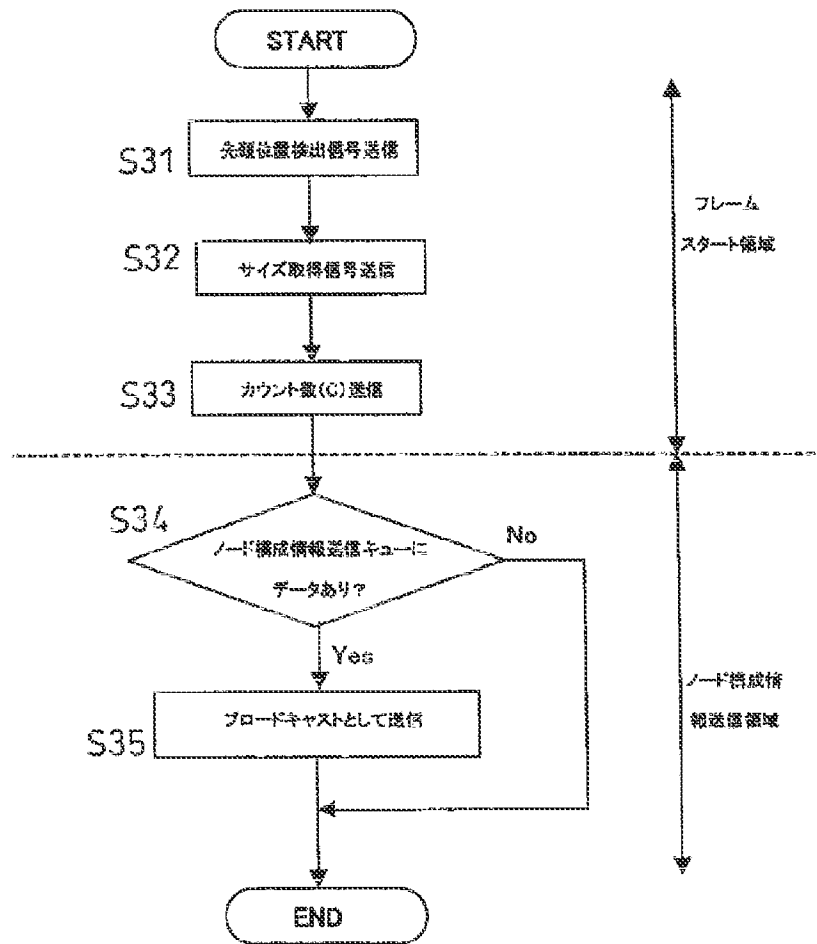 START
S31
先頭位置検出信号送信
S32
サイズ取得信号送信
フレーム
スタート領域
S33
カウント数(C)送信
S34
ノード構成情報送信キューに
データあり?
No
Yes
S35
ブロードキャストとして送信
ノード構成情
報送信領域
END